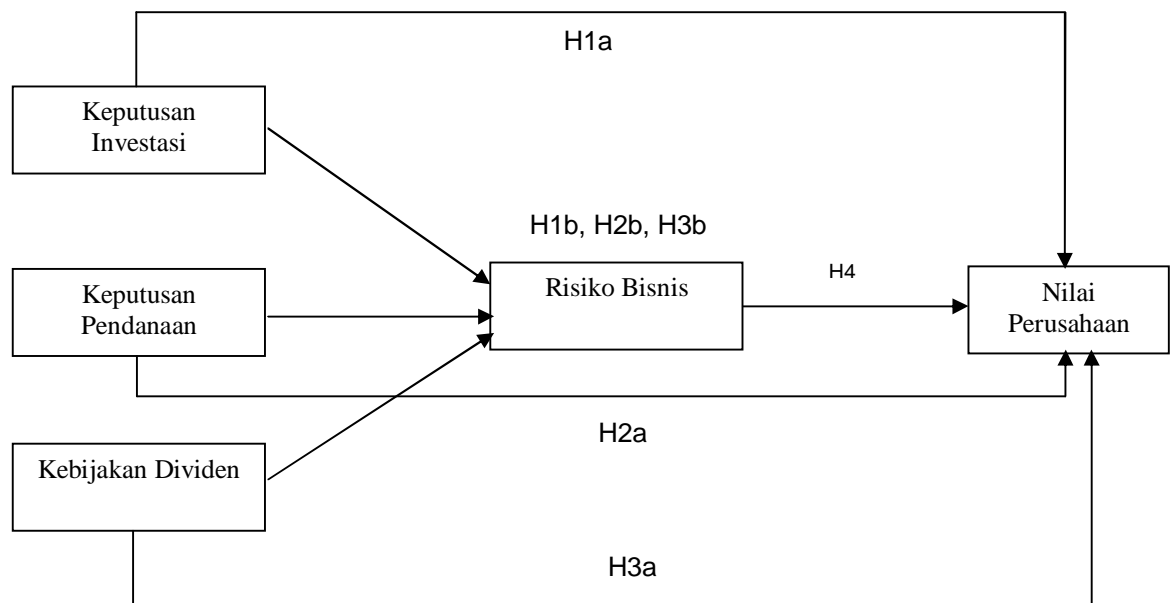 H1a
Keputusan
Investasi
H1b, H2b, H3b
Keputusan
Pendanaan
Risiko Bisnis
H4
Nilai
Perusahaan
H2a
Kebijakan Dividen
H3a